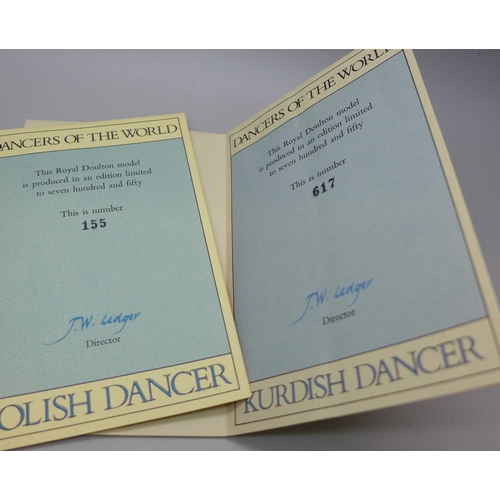 DANCERS OF THE WORLD
This Royal Doulton model
is produced in an edition limited
to seven hundred and fifty
This is number
155
J.W. Ledger
Director
OLISH DANCER
DANCERS OF THE WORLD
This Royal Doulton model
is produced in an edition limited
to seven hundred and fifty
This is number
617
J.W. Ledger
Director
KURDISH DANCER